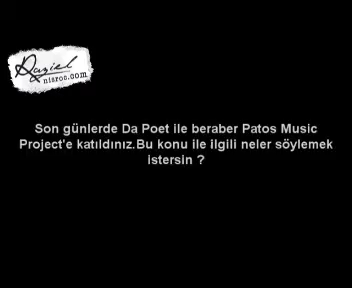 Raziel
nisroc.com
Son günlerde Da Poet ile beraber Patos Music
Project'e katıldınız.Bu konu ile ilgili neler söylemek
istersin ?